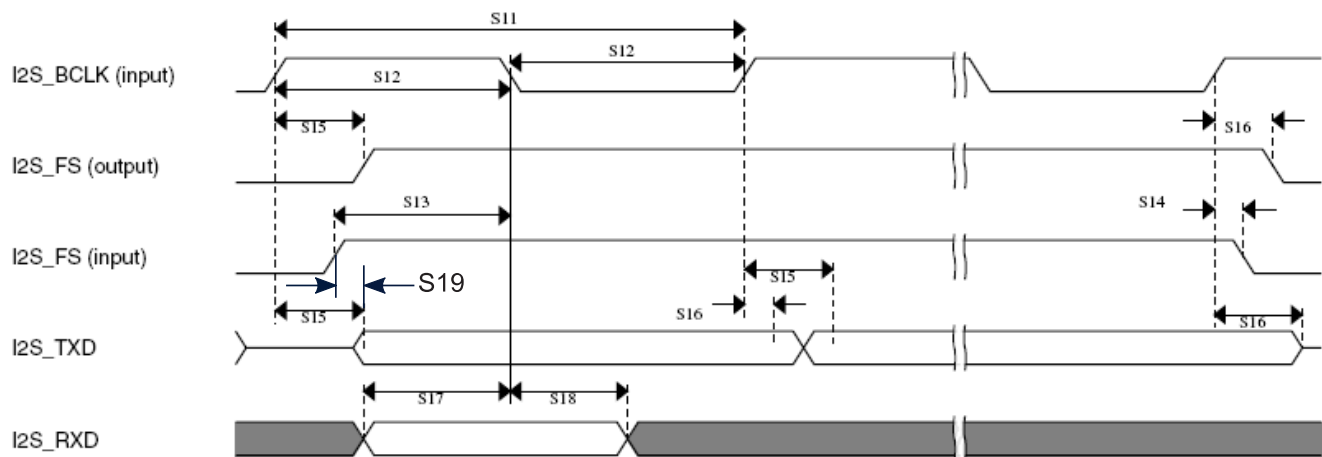 S11
I2S_BCLK (input)
S12
S12
S15
S16
I2S_FS (output)
S13
S14
I2S_FS (input)
S15
S19
S15
S16
S16
I2S_TXD
S17
S18
I2S_RXD